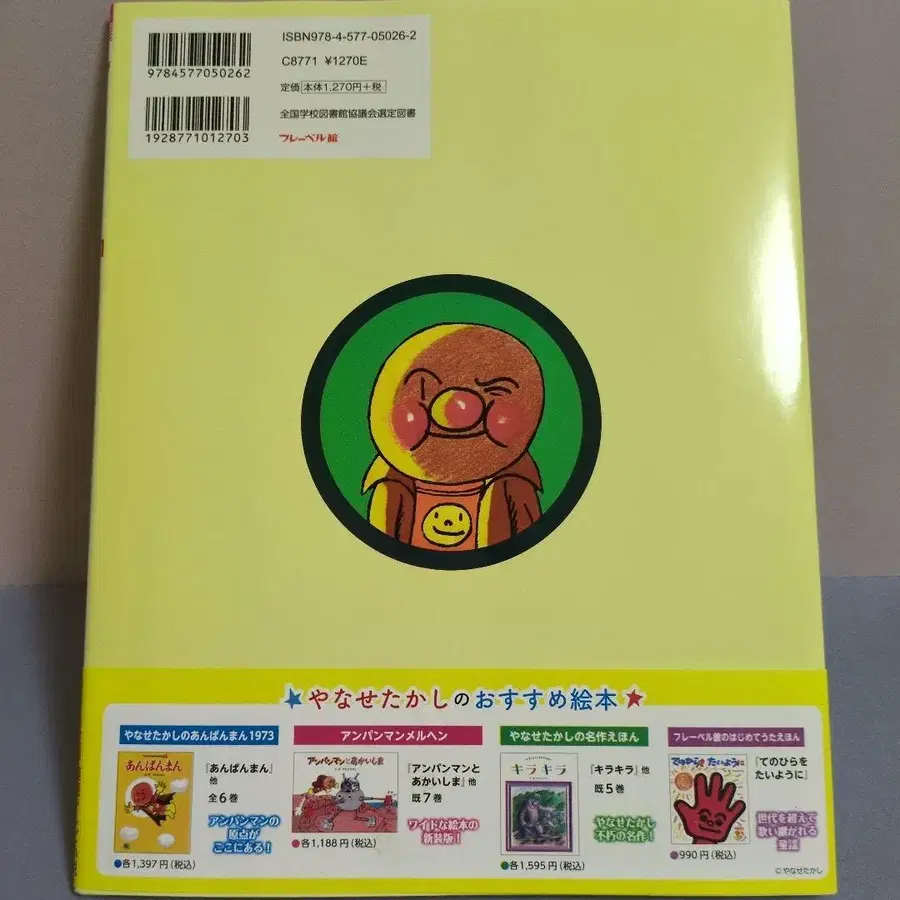 ISBN978-4-577-05026-2
C8771 ¥1270E
9784577050262
定価 本体1,270円+税
全国学校図書館協議会選定図書
1928771012703
フレーベル館
★やなせたかしのおすすめ絵本★
やなせたかしのあんぱんまん1973
あんぱんまん
『あんぱんまん』
他
全6巻
アンパンマンの
原点が
ここにある!
●各1,397円(税込)
アンパンマンメルヘン
アンパンマンとあかいしま
『アンパンマンと
あかいしま』他
既7巻
ワイドな絵本の
新装版!
●各1,188円(税込)
やなせたかしの名作えほん
キラキラ
『キラキラ』他
既5巻
やなせたかし
不朽の名作!
●各1,595円(税込)
フレーベル館のはじめてうたえほん
てのひらを たいように
『てのひらを
たいように』
世代を超えて
歌い継がれる
童謡
●990円(税込)
©やなせたかし